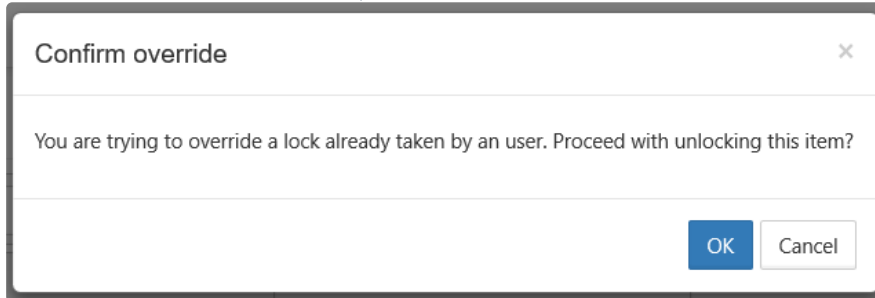 Confirm override
×
You are trying to override a lock already taken by an user. Proceed with unlocking this item?
OK
Cancel